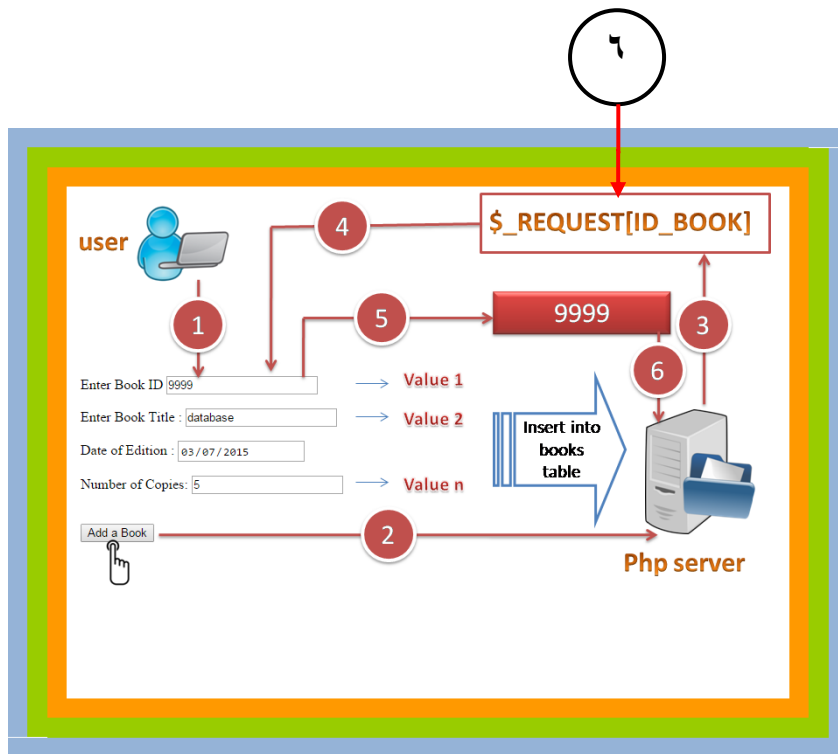 ٦
$_REQUEST[ID_BOOK]
user
4
1
5
9999
3
6
Enter Book ID 9999
Value 1
Enter Book Title : database
Value 2
Insert into
books
table
Date of Edition : 03/07/2015
Number of Copies: 5
Value n
Add a Book
2
Php server